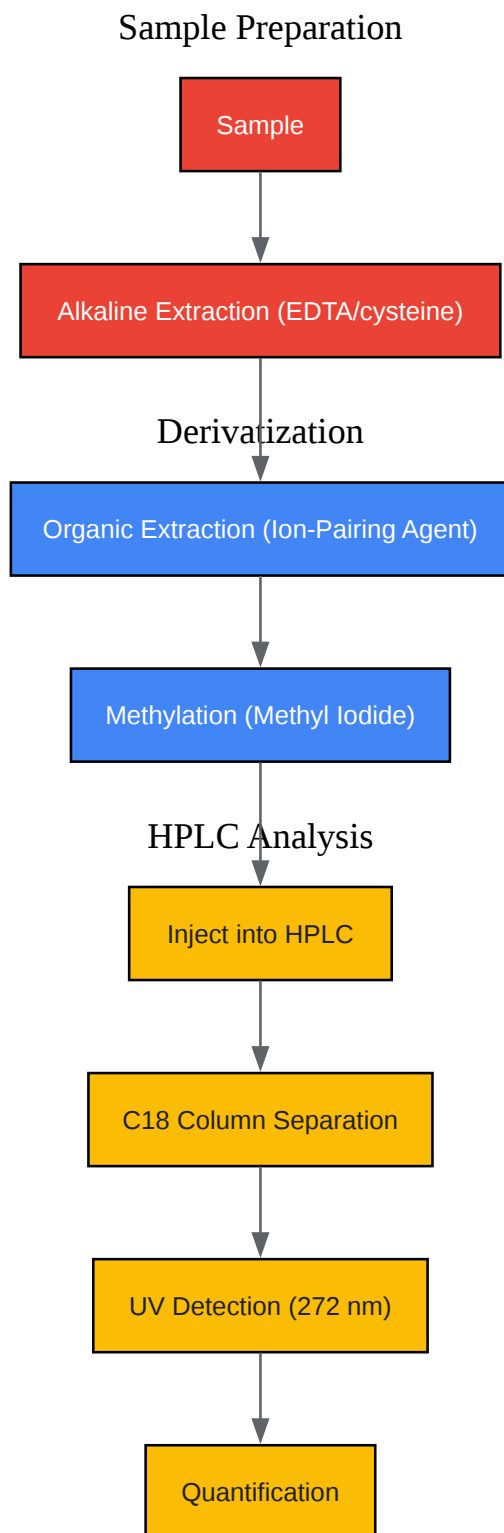 Sample Preparation
Sample
Alkaline Extraction (EDTA/cysteine)
Derivatization
Organic Extraction (Ion-Pairing Agent)
Methylation (Methyl Iodide)
HPLC Analysis
Inject into HPLC
C18 Column Separation
UV Detection (272 nm)
Quantification